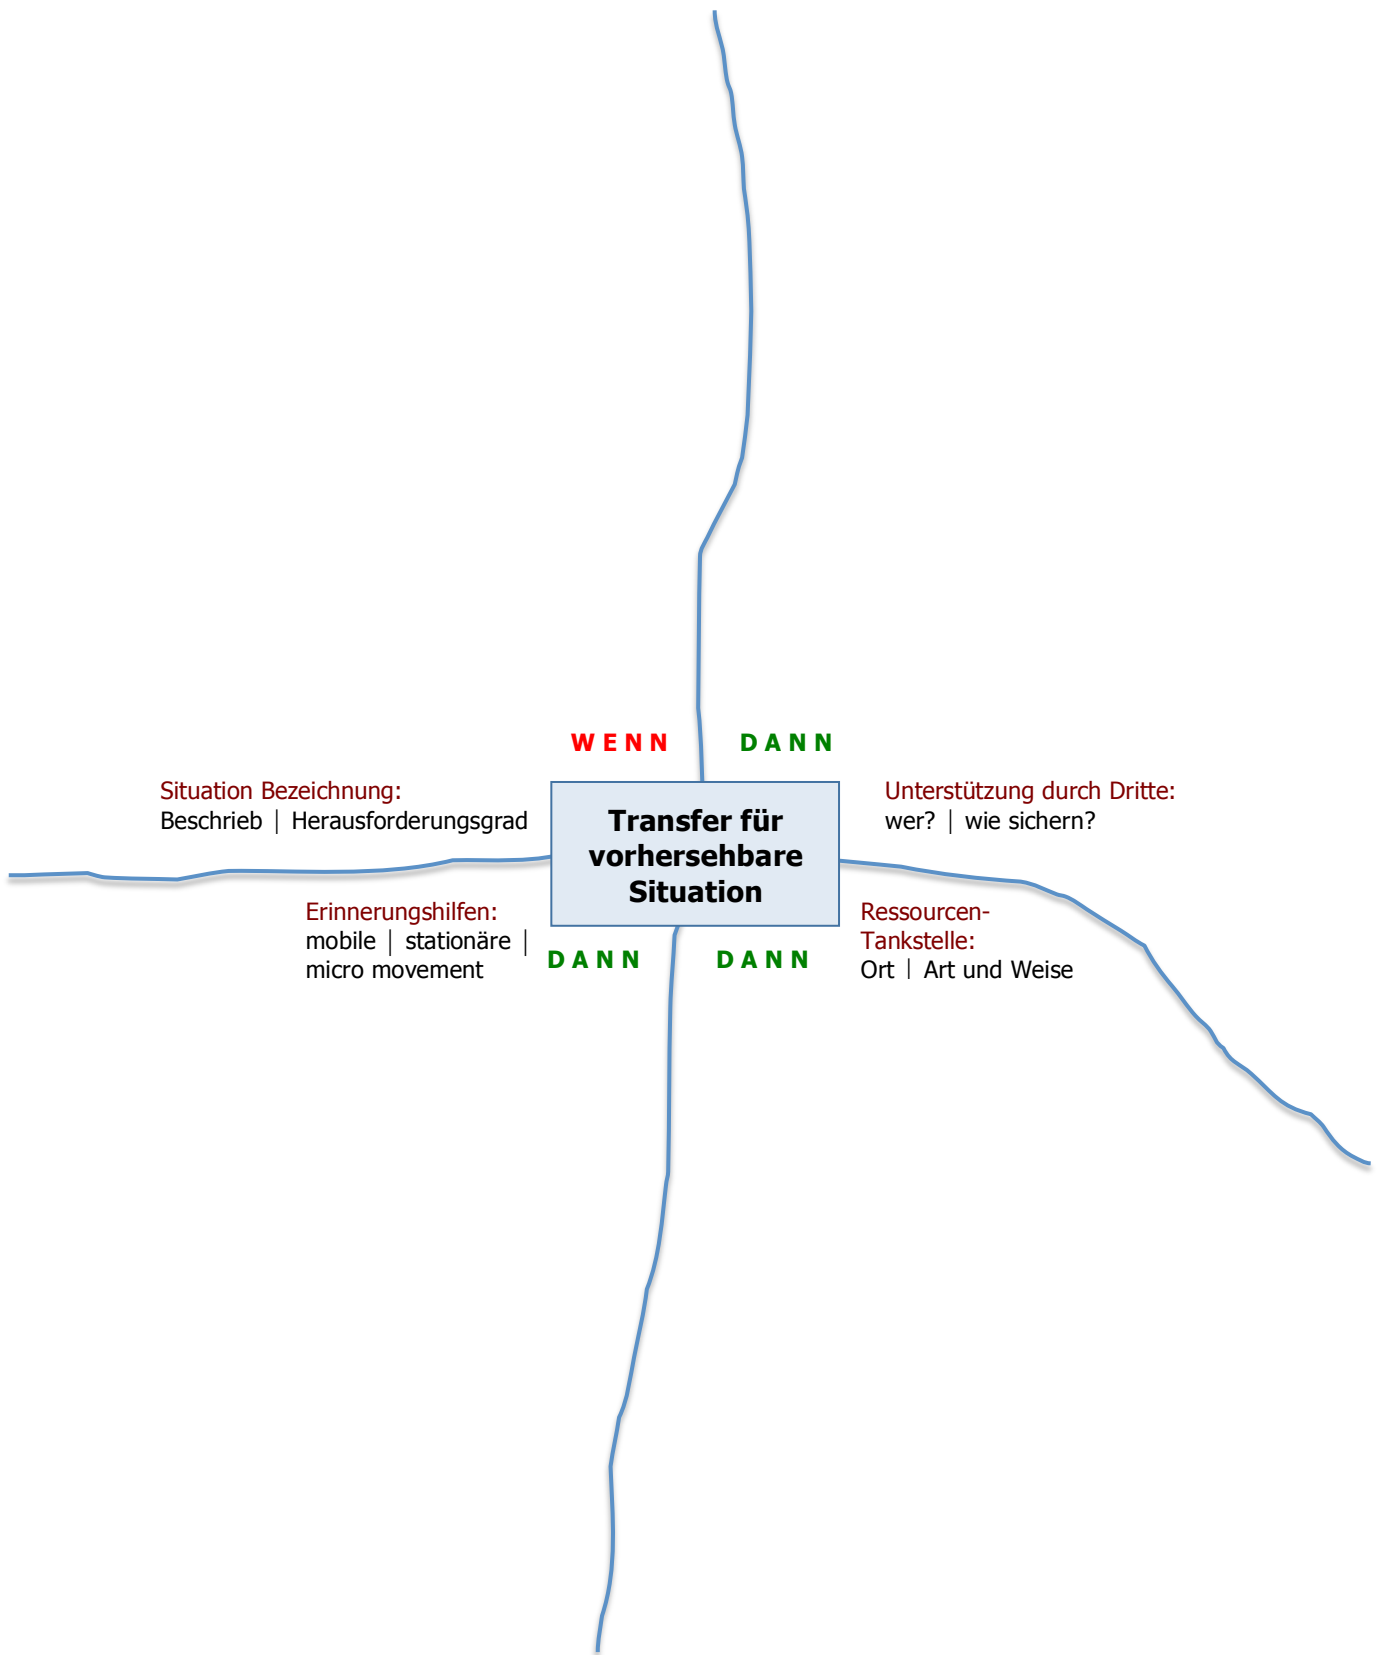 WENN
DANN
Situation Bezeichnung:
Beschrieb | Herausforderungsgrad
Transfer für
vorhersehbare
Situation
Unterstützung durch Dritte:
wer? | wie sichern?
Erinnerungshilfen:
mobile | stationäre |
micro movement
DANN
DANN
Ressourcen-
Tankstelle:
Ort | Art und Weise